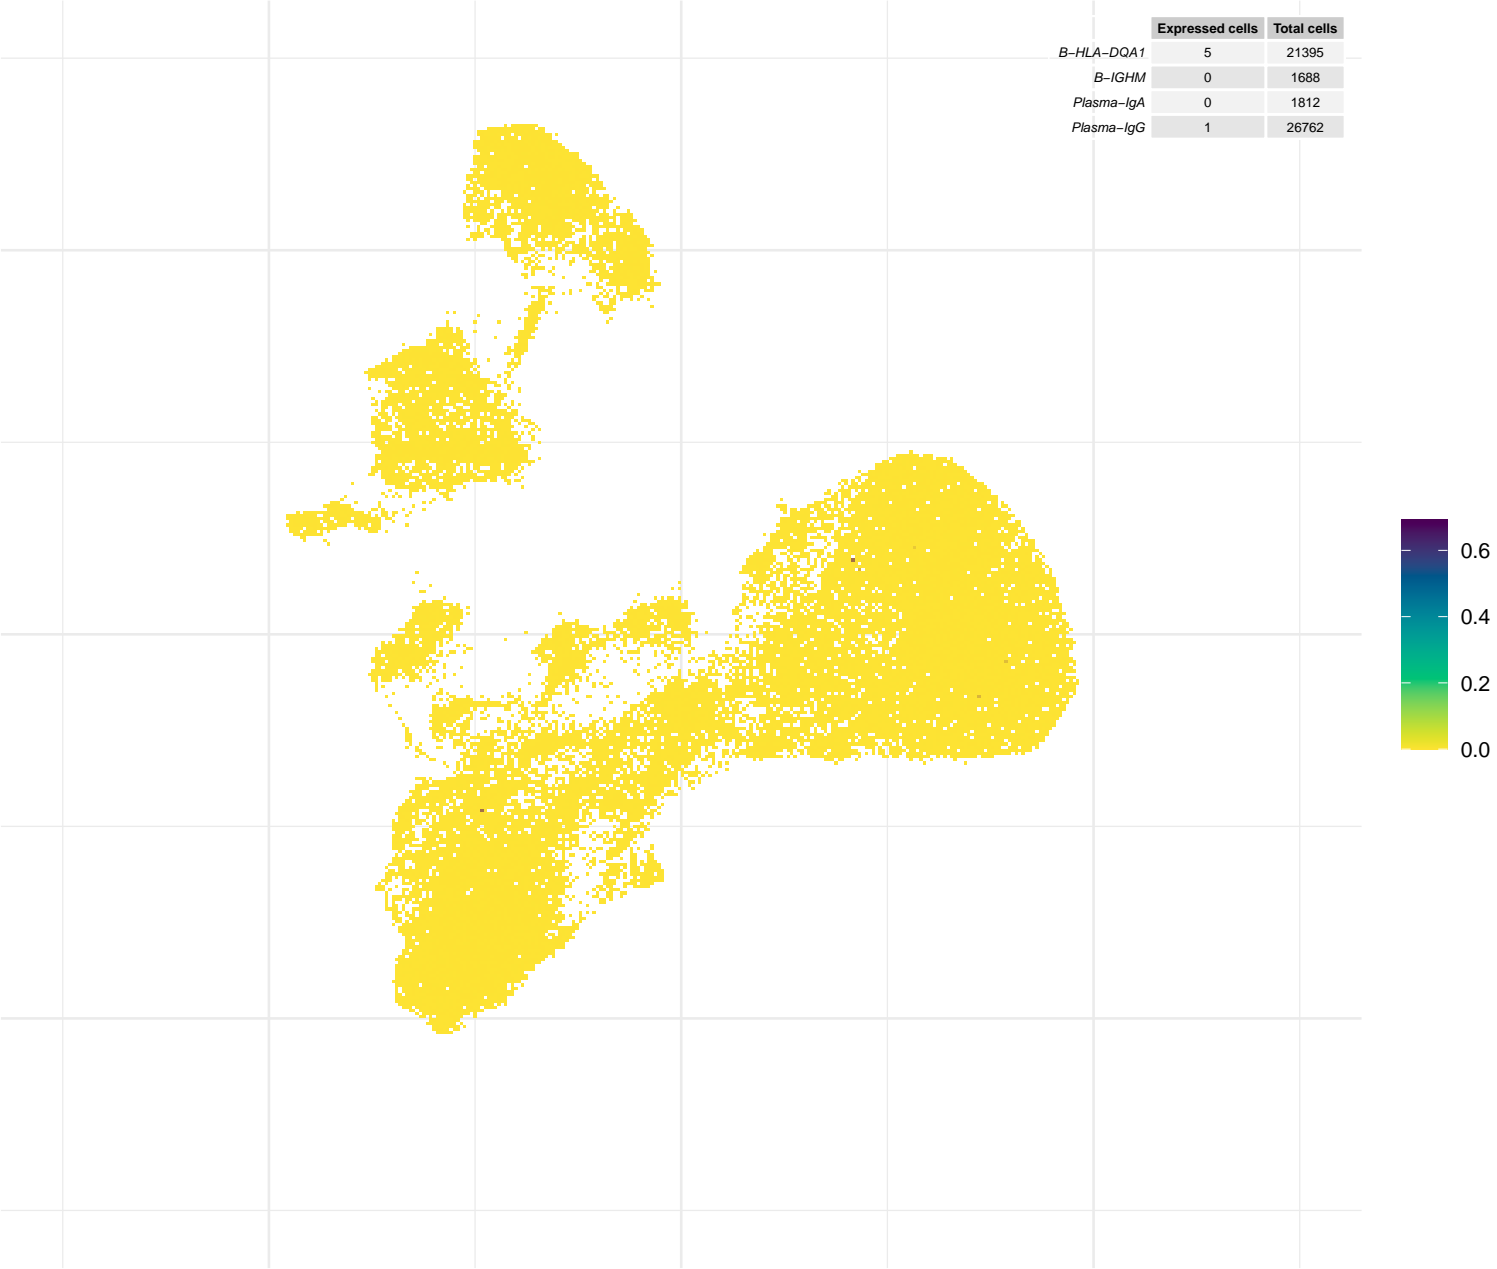 Expressed cells Total cells
B−HLA−DQA1 5 21395
B−IGHM 0 1688
Plasma−IgA 0 1812
Plasma−IgG 1 26762
0.6
0.4
0.2
0.0